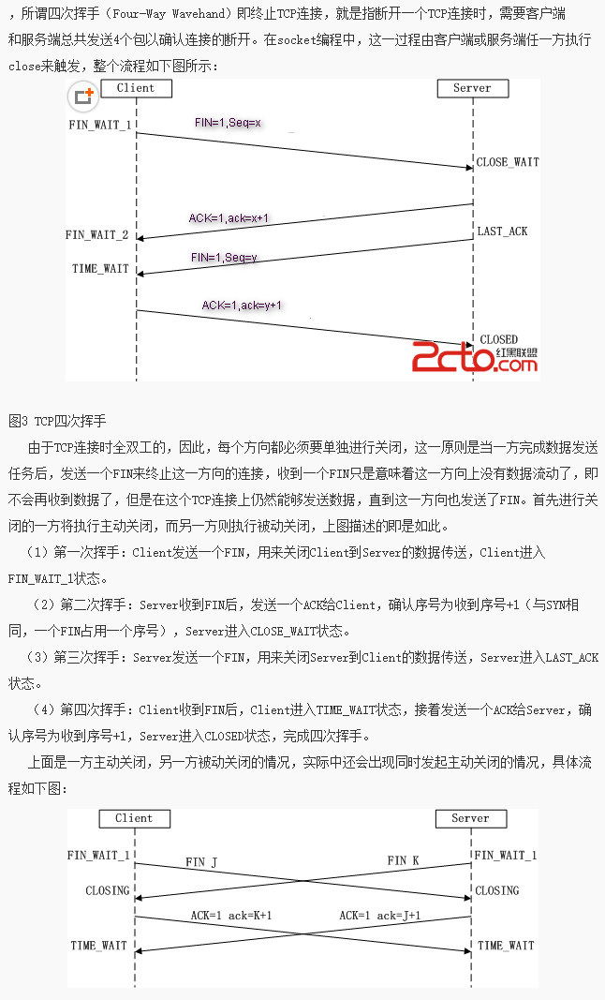 ，所谓四次挥手（Four-Way Wavehand）即终止TCP连接，就是指断开一个TCP连接时，需要客户端
和服务端总共发送4个包以确认连接的断开。在socket编程中，这一过程由客户端或服务端任一方执行
close来触发，整个流程如下图所示：
Client Server
FIN_WAIT_1
FIN=1,Seq=x
CLOSE_WAIT
ACK=1,ack=x+1
FIN_WAIT_2
LAST_ACK
FIN=1,Seq=y
TIME_WAIT
ACK=1,ack=y+1
CLOSED
2cto.com
红黑联盟
图3 TCP四次挥手
由于TCP连接时全双工的，因此，每个方向都必须要单独进行关闭，这一原则是当一方完成数据发送
任务后，发送一个FIN来终止这一方向的连接，收到一个FIN只是意味着这一方向上没有数据流动了，即
不会再收到数据了，但是在这个TCP连接上仍然能够发送数据，直到这一方向也发送了FIN。首先进行关
闭的一方将执行主动关闭，而另一方则执行被动关闭，上图描述的即是如此。
（1）第一次挥手：Client发送一个FIN，用来关闭Client到Server的数据传送，Client进入
FIN_WAIT_1状态。
（2）第二次挥手：Server收到FIN后，发送一个ACK给Client，确认序号为收到序号+1（与SYN相
同，一个FIN占用一个序号），Server进入CLOSE_WAIT状态。
（3）第三次挥手：Server发送一个FIN，用来关闭Server到Client的数据传送，Server进入LAST_ACK
状态。
（4）第四次挥手：Client收到FIN后，Client进入TIME_WAIT状态，接着发送一个ACK给Server，确
认序号为收到序号+1，Server进入CLOSED状态，完成四次挥手。
上面是一方主动关闭，另一方被动关闭的情况，实际中还会出现同时发起主动关闭的情况，具体流
程如下图：
Client Server
FIN_WAIT_1 FIN J FIN K FIN_WAIT_1
CLOSING CLOSING
ACK=1 ack=K+1 ACK=1 ack=J+1
TIME_WAIT TIME_WAIT